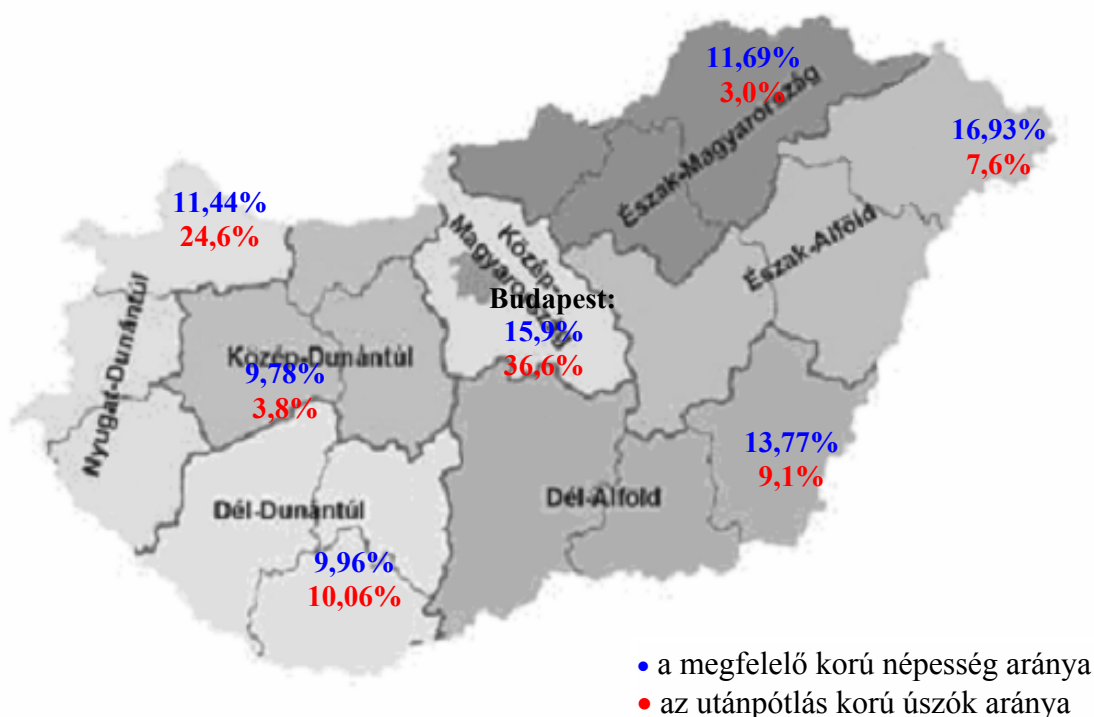 11,69%
3,0%
Észak-Magyarország
16,93%
7,6%
Észak-Alföld
11,44%
24,6%
Nyugat-Dunántúl
Közép-
Magyarország
Budapest:
15,9%
36,6%
Közép-Dunántúl
9,78%
3,8%
13,77%
9,1%
Dél-Alföld
Dél-Dunántúl
9,96%
10,06%
• a megfelelő korú népesség aránya
• az utánpótlás korú úszók aránya